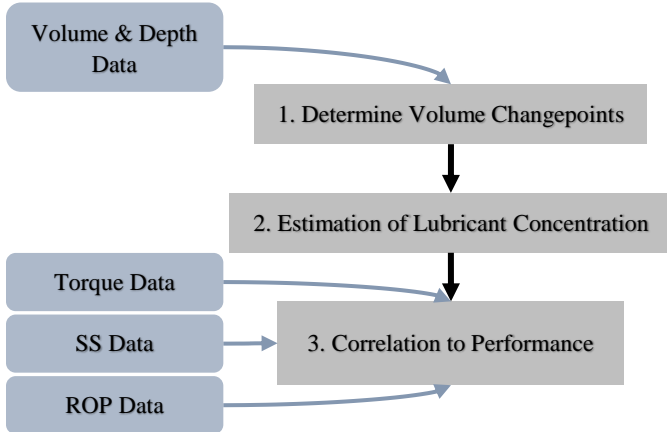 Volume & Depth
Data
1. Determine Volume Changepoints
2. Estimation of Lubricant Concentration
Torque Data
SS Data
3. Correlation to Performance
ROP Data